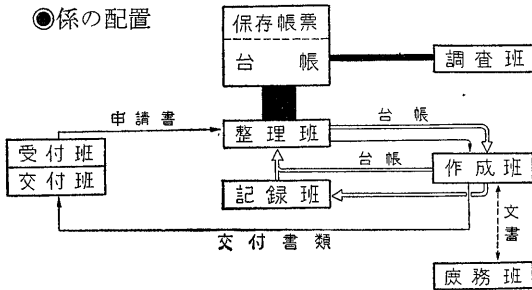 ◉係の配置
保存帳票
台帳
調査班
申請書
整理班
台帳
受付班
交付班
台帳
作成班
記録班
交付書類
文書
庶務班